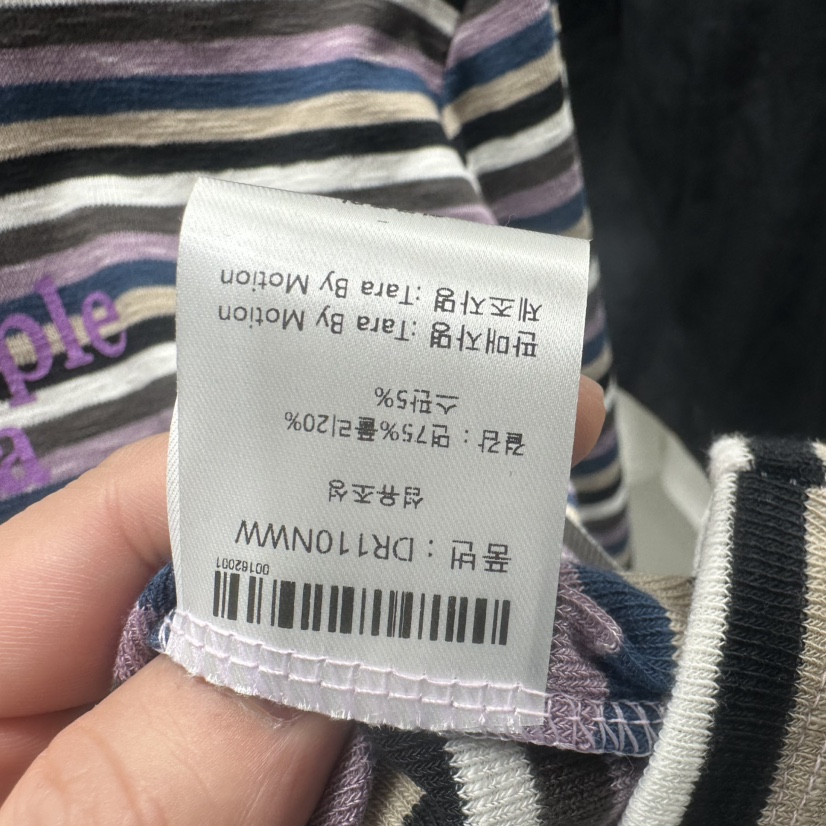 00162001
품 번 : DR110NWW
섬유조성
겉감 : 면75%폴리20%
스판5%
판매자명 :Tara By Motion
제조자명 :Tara By Motion
ple
a